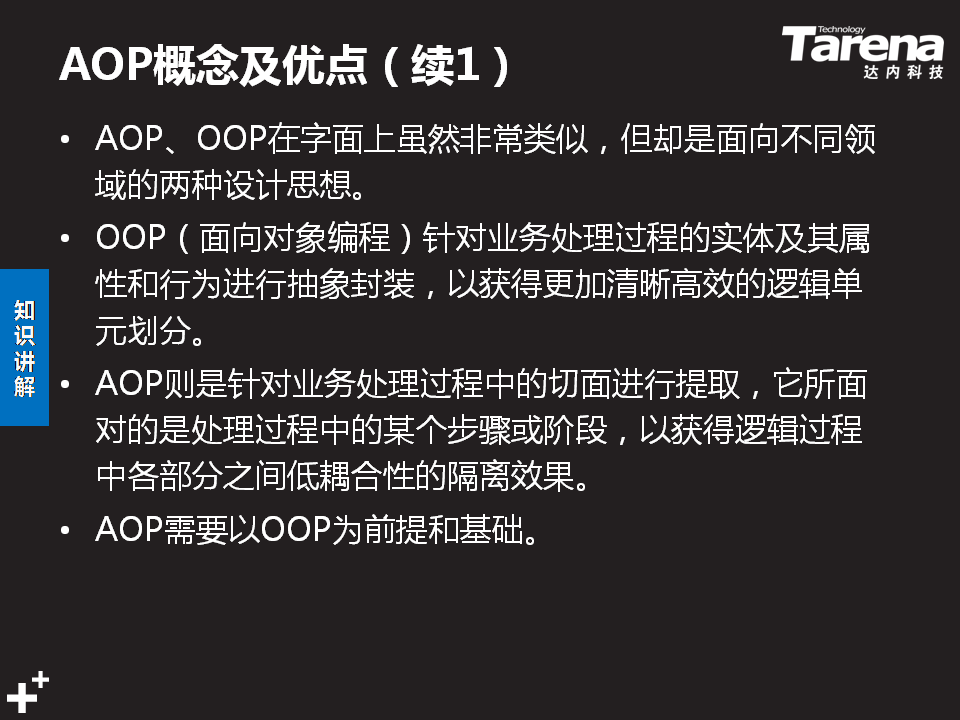 AOP概念及优点（续1）
Technology
Tarena
达内科技
• AOP、OOP在字面上虽然非常类似，但却是面向不同领
域的两种设计思想。
• OOP（面向对象编程）针对业务处理过程的实体及其属
性和行为进行抽象封装，以获得更加清晰高效的逻辑单
元划分。
知识讲解
• AOP则是针对业务处理过程中的切面进行提取，它所面
对的是处理过程中的某个步骤或阶段，以获得逻辑过程
中各部分之间低耦合性的隔离效果。
• AOP需要以OOP为前提和基础。